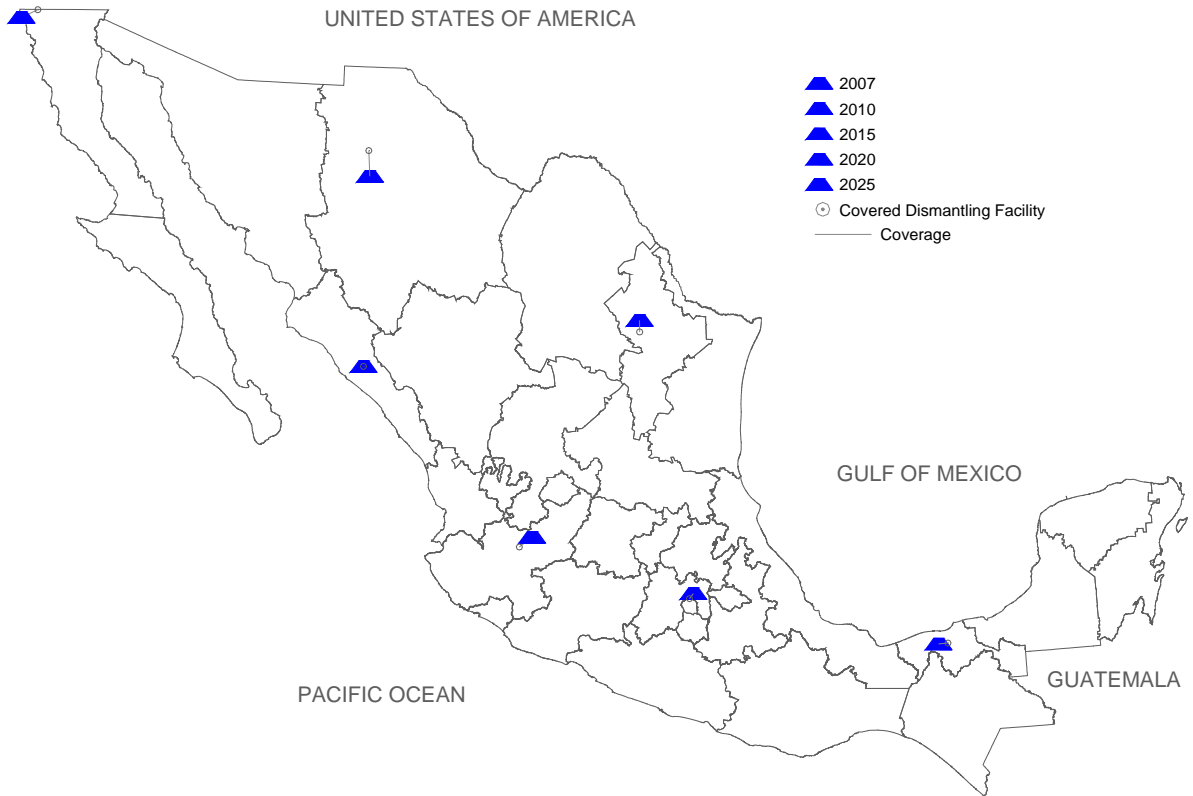 UNITED STATES OF AMERICA
2007
2010
2015
2020
2025
Covered Dismantling Facility
Coverage
GULF OF MEXICO
GUATEMALA
PACIFIC OCEAN